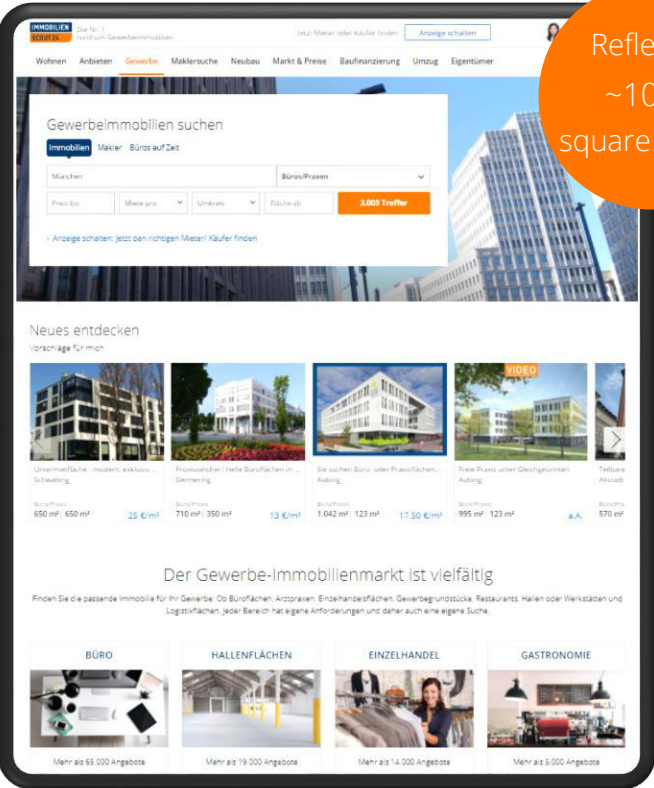 IMMOBILIEN
SCOUT24
Die Nr. 1
rund um Gewerbeimmobilien
Jetzt Mieter oder Käufer finden
Anzeige schalten
Wohnen Anbieten Gewerbe Maklersuche Neubau Markt & Preise Baufinanzierung Umzug Eigentümer
Refle
~10
square
Gewerbeimmobilien suchen
Immobilien Makler Büros auf Zeit
München Büros/Praxen
Preis bis Miete pro Umkreis Fläche ab 3.005 Treffer
Anzeige schalten: Jetzt den richtigen Mieter/ Käufer finden
Neues entdecken
Vorschläge für mich
VIDEO
Untermietfläche - modern, exklusiv, ...
Schwabing
Büro/Praxis
650 m² | 650 m² 25 €/m²
Provisionsfrei / Helle Büroflächen in ...
Germering
Büro/Praxis
710 m² | 350 m² 13 €/m²
Sie suchen Büro- oder Praxisflächen...
Aubing
Büro/Praxis
1.042 m² | 123 m² 17,50 €/m²
Freie Praxis unter Gleichgesinnten
Aubing
Büro/Praxis
995 m² | 123 m² a.A.
Teilbare
Altstadt
Büro/Pra
570 m²
Der Gewerbe-Immobilienmarkt ist vielfältig
Finden Sie die passende Immobilie für Ihr Gewerbe: Ob Büroflächen, Arztpraxen, Einzelhandelsflächen, Gewerbegrundstücke, Restaurants, Hallen oder Werkstätten und
Logistikflächen. Jeder Bereich hat eigene Anforderungen und daher auch eine eigene Suche.
BÜRO
Mehr als 65.000 Angebote
HALLENFLÄCHEN
Mehr als 19.000 Angebote
EINZELHANDEL
Mehr als 14.000 Angebote
GASTRONOMIE
Mehr als 5.000 Angebote